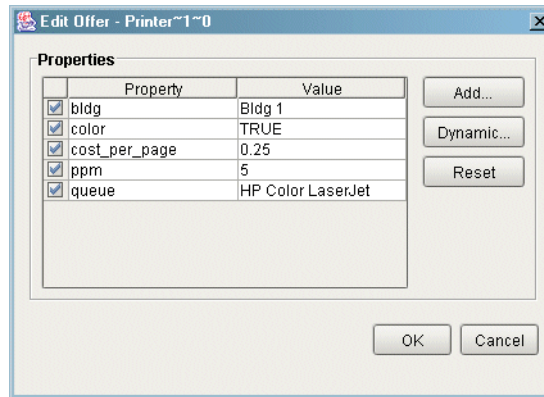 Edit Offer - Printer~1~0
Properties
Property Value
bldg Bldg 1
color TRUE
cost_per_page 0.25
ppm 5
queue HP Color LaserJet
Add...
Dynamic...
Reset
OK Cancel